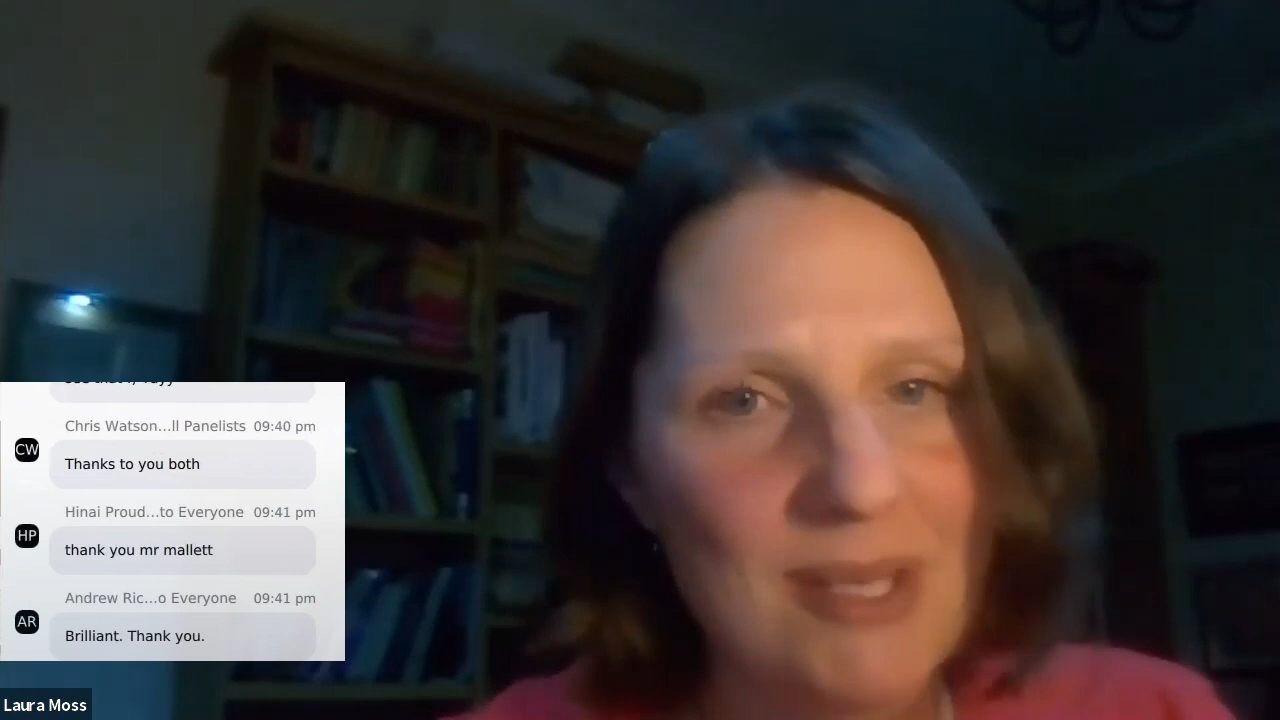 Chris Watson...ll Panelists 09:40 pm
CW
Thanks to you both
Hinai Proud...to Everyone 09:41 pm
HP
thank you mr mallett
Andrew Ric...o Everyone 09:41 pm
AR
Brilliant. Thank you.
Laura Moss